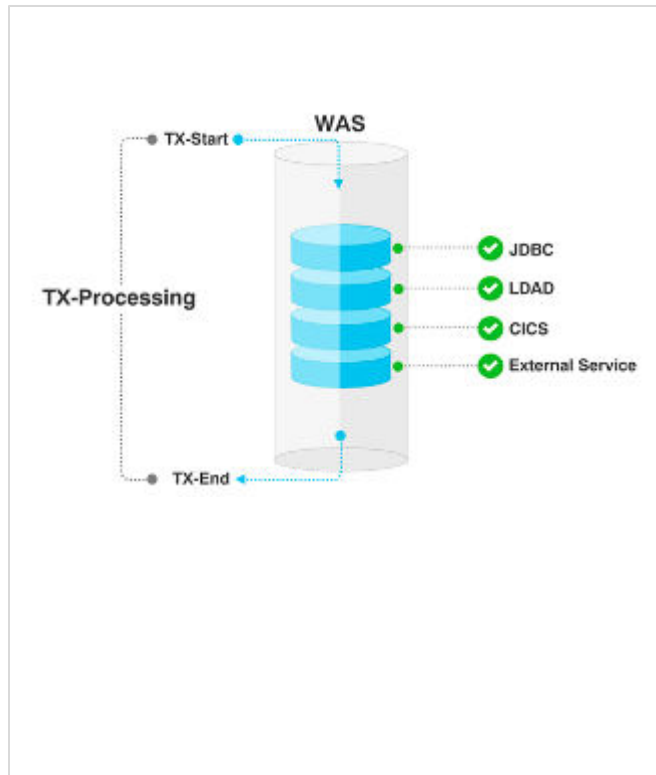 WAS
TX-Start
JDBC
LDAD
TX-Processing
CICS
External Service
TX-End